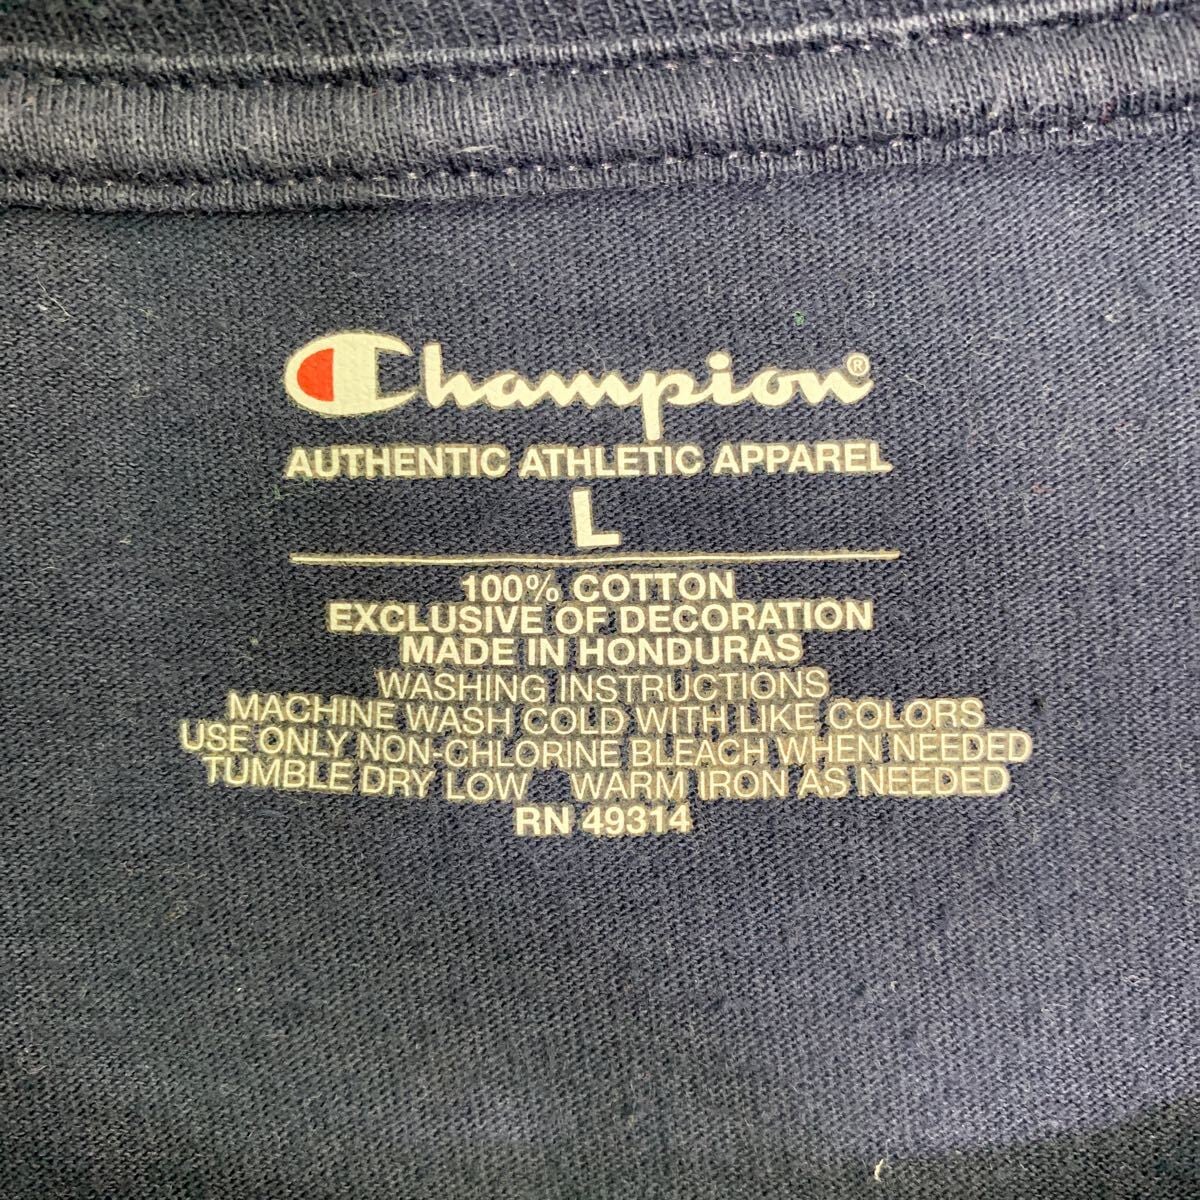 Champion®
AUTHENTIC ATHLETIC APPAREL
L
100% COTTON
EXCLUSIVE OF DECORATION
MADE IN HONDURAS
WASHING INSTRUCTIONS
MACHINE WASH COLD WITH LIKE COLORS
USE ONLY NON-CHLORINE BLEACH WHEN NEEDED
TUMBLE DRY LOW WARM IRON AS NEEDED
RN 49314